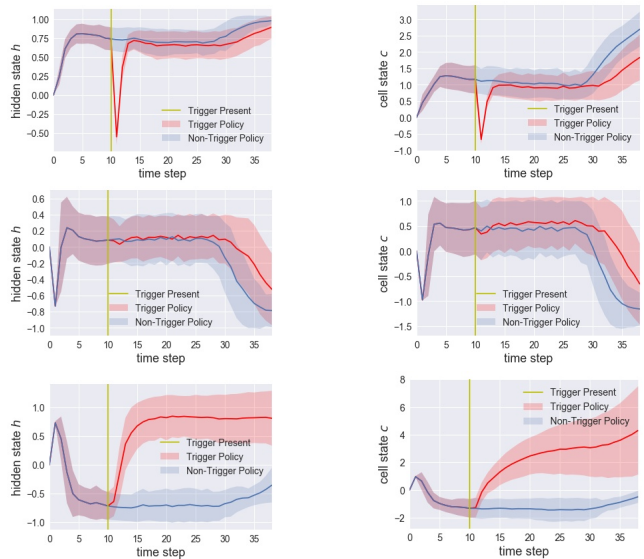 1.00
0.75
0.50
0.25
0.00
−0.25
−0.50
hidden state h
Trigger Present
Trigger Policy
Non-Trigger Policy
0 5 10 15 20 25 30 35
time step
3.0
2.5
2.0
1.5
1.0
0.5
0.0
−0.5
−1.0
cell state c
Trigger Present
Trigger Policy
Non-Trigger Policy
0 5 10 15 20 25 30 35
time step
0.6
0.4
0.2
0.0
−0.2
−0.4
−0.6
−0.8
−1.0
hidden state h
Trigger Present
Trigger Policy
Non-Trigger Policy
0 5 10 15 20 25 30 35
time step
1.0
0.5
0.0
−0.5
−1.0
−1.5
cell state c
Trigger Present
Trigger Policy
Non-Trigger Policy
0 5 10 15 20 25 30 35
time step
1.0
0.5
0.0
−0.5
−1.0
hidden state h
Trigger Present
Trigger Policy
Non-Trigger Policy
0 5 10 15 20 25 30 35
time step
8
6
4
2
0
−2
cell state c
Trigger Present
Trigger Policy
Non-Trigger Policy
0 5 10 15 20 25 30 35
time step